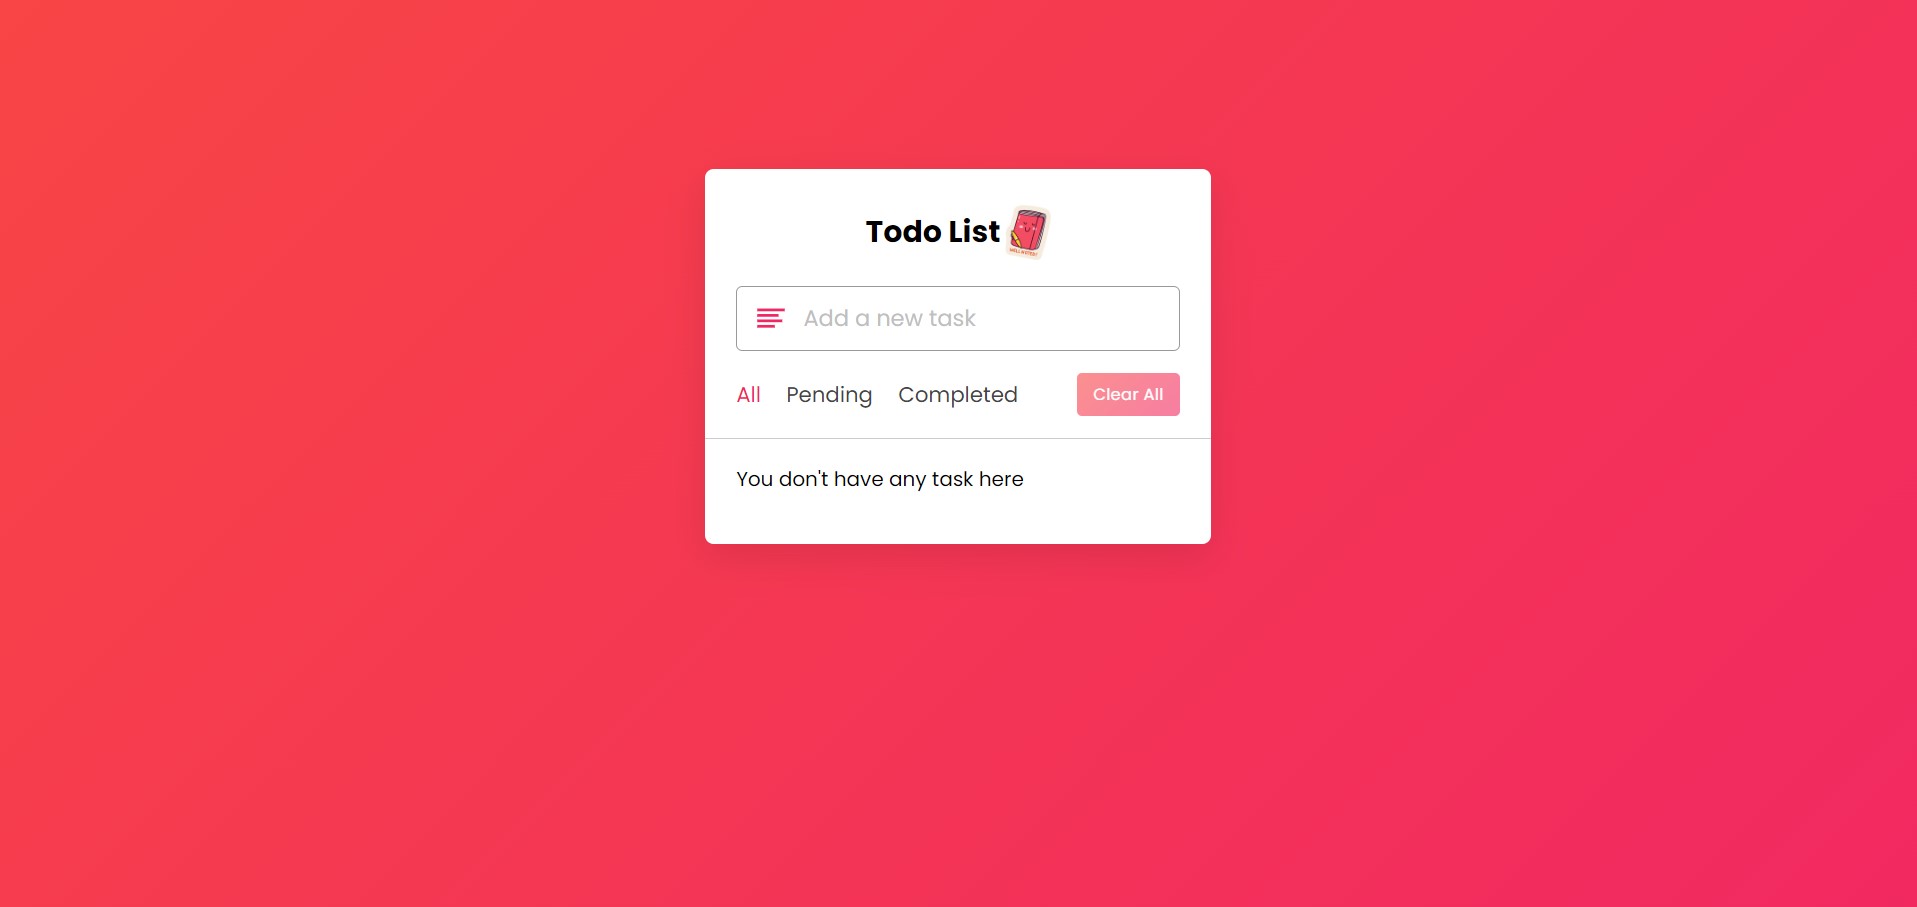 Todo List
Add a new task
All Pending Completed Clear All
You don't have any task here